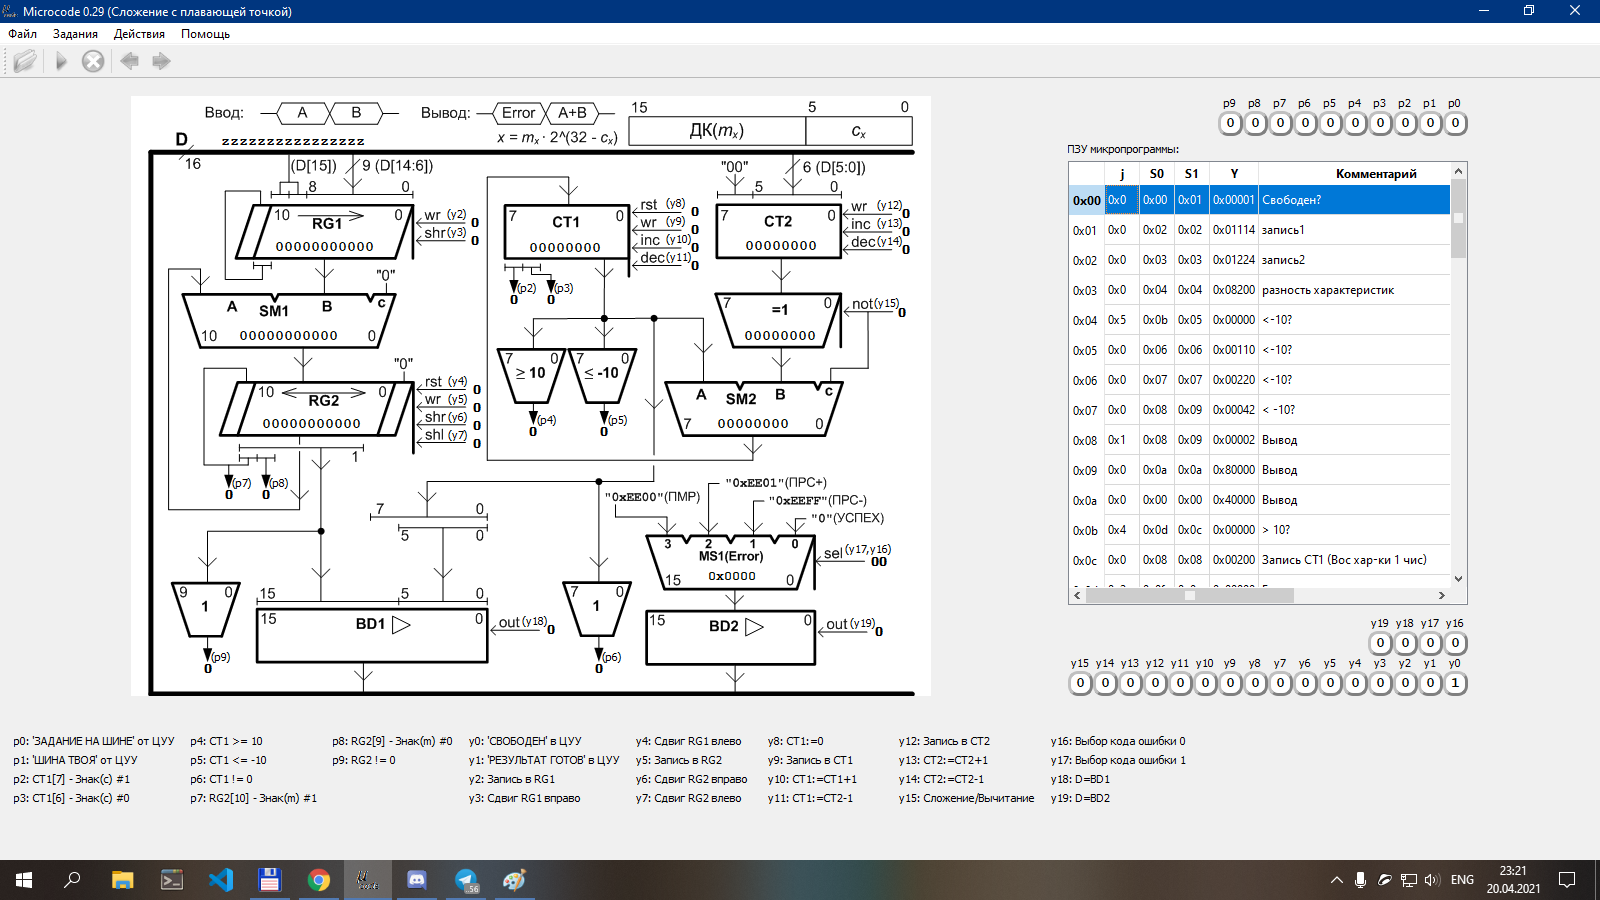 Microcode 0.29 (Сложение с плавающей точкой)
Файл Задания Действия Помощь
Ввод: A B Вывод: Error A+B 15 5 0
x = mx · 2^(32 - cx) ДК(mx) cx
D zzzzzzzzzzzzzzzz
16 (D[15]) 9 (D[14:6]) "00" 6 (D[5:0])
8 0 5 0
10 0 RG1 00000000000
wr (y2) 0
shr(y3) 0
7 0 CT1 00000000
rst (y8) 0
wr (y9) 0
inc (y10) 0
dec(y11) 0
(p2) 0 (p3) 0
7 0 CT2 00000000
wr (y12) 0
inc (y13) 0
dec(y14) 0
"0"
A B c
SM1
10 00000000000 0
7 0 =1 00000000
not(y15) 0
7 0 ≥ 10 (p4) 0
7 0 ≤ -10 (p5) 0
A B c
SM2
7 00000000 0
"0"
10 0 RG2 00000000000
rst (y4) 0
wr (y5) 0
shr(y6) 0
shl (y7) 0
1
(p7) 0 (p8) 0
7 0
5 0
"0xEE00"(ПМР) "0xEE01"(ПРС+)
"0xEEFF"(ПРС-)
"0"(УСПЕХ)
3 2 1 0
MS1(Error)
15 0x0000 0
sel(y17,y16) 00
9 0 1 (p9) 0
15 5 0
15 BD1 0
out(y18) 0
7 0 1 (p6) 0
15 BD2 0
out(y19) 0
p9 p8 p7 p6 p5 p4 p3 p2 p1 p0
0 0 0 0 0 0 0 0 0 0
ПЗУ микропрограммы:
j S0 S1 Y Комментарий
0x00 0x0 0x00 0x01 0x00001 Свободен?
0x01 0x0 0x02 0x02 0x01114 запись1
0x02 0x0 0x03 0x03 0x01224 запись2
0x03 0x0 0x04 0x04 0x08200 разность характеристик
0x04 0x5 0x0b 0x05 0x00000 <-10?
0x05 0x0 0x06 0x06 0x00110 <-10?
0x06 0x0 0x07 0x07 0x00220 <-10?
0x07 0x0 0x08 0x09 0x00042 < -10?
0x08 0x1 0x08 0x09 0x00002 Вывод
0x09 0x0 0x0a 0x0a 0x80000 Вывод
0x0a 0x0 0x00 0x00 0x40000 Вывод
0x0b 0x4 0x0d 0x0c 0x00000 > 10?
0x0c 0x0 0x08 0x08 0x00200 Запись CT1 (Вос хар-ки 1 чис)
y19 y18 y17 y16
0 0 0 0
y15 y14 y13 y12 y11 y10 y9 y8 y7 y6 y5 y4 y3 y2 y1 y0
0 0 0 0 0 0 0 0 0 0 0 0 0 0 0 1
p0: 'ЗАДАНИЕ НА ШИНЕ' от ЦУУ p4: CT1 >= 10 p8: RG2[9] - Знак(m) #0 y0: 'СВОБОДЕН' в ЦУУ y4: Сдвиг RG1 влево y8: CT1:=0 y12: Запись в CT2 y16: Выбор кода ошибки 0
p1: 'ШИНА ТВОЯ' от ЦУУ p5: CT1 <= -10 p9: RG2 != 0 y1: 'РЕЗУЛЬТАТ ГОТОВ' в ЦУУ y5: Запись в RG2 y9: Запись в CT1 y13: CT2:=CT2+1 y17: Выбор кода ошибки 1
p2: CT1[7] - Знак(c) #1 p6: CT1 != 0 y2: Запись в RG1 y6: Сдвиг RG2 вправо y10: CT1:=CT1+1 y14: CT2:=CT2-1 y18: D=BD1
p3: CT1[6] - Знак(c) #0 p7: RG2[10] - Знак(m) #1 y3: Сдвиг RG1 вправо y7: Сдвиг RG2 влево y11: CT1:=CT2-1 y15: Сложение/Вычитание y19: D=BD2
.56 ENG 23:21
20.04.2021